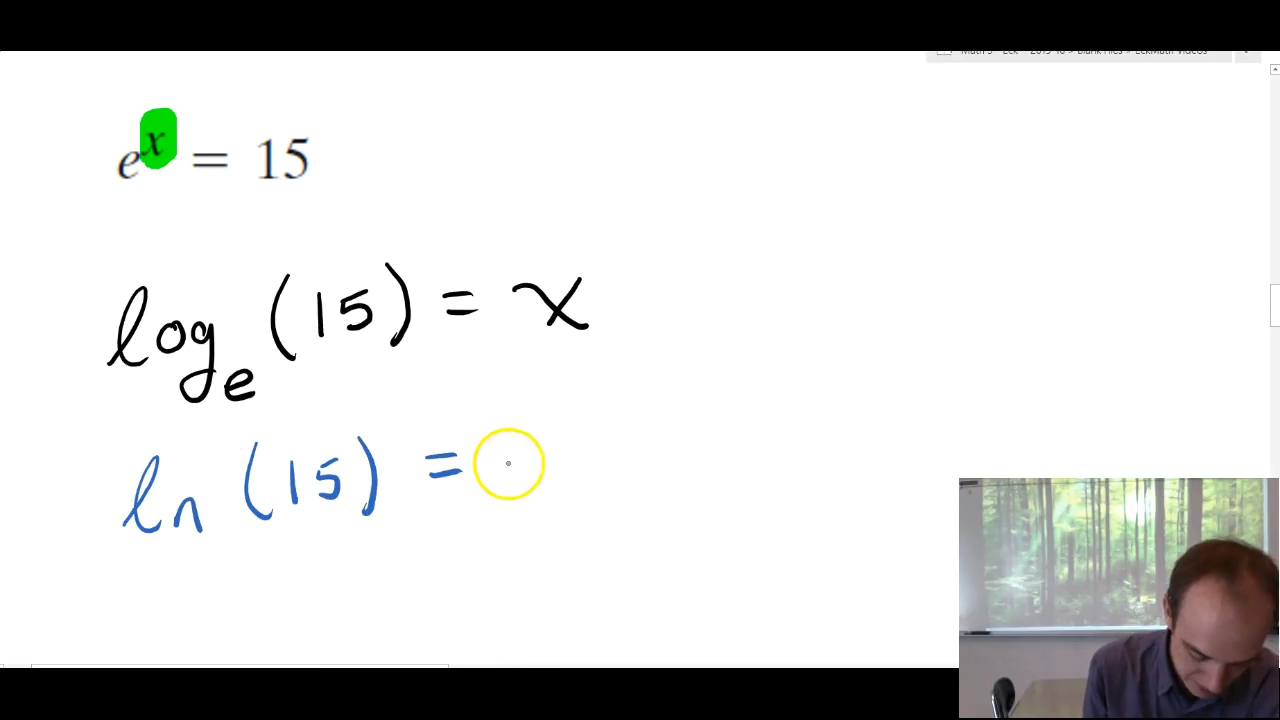 e^x = 15
log_e (15) = x
ln (15) =